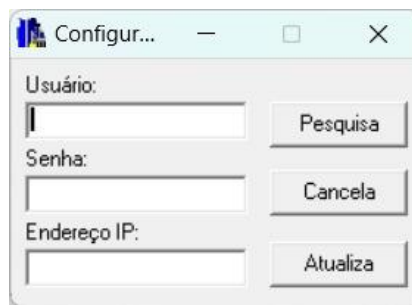 Configur...
Usuário:
Pesquisa
Senha:
Cancela
Endereço IP:
Atualiza